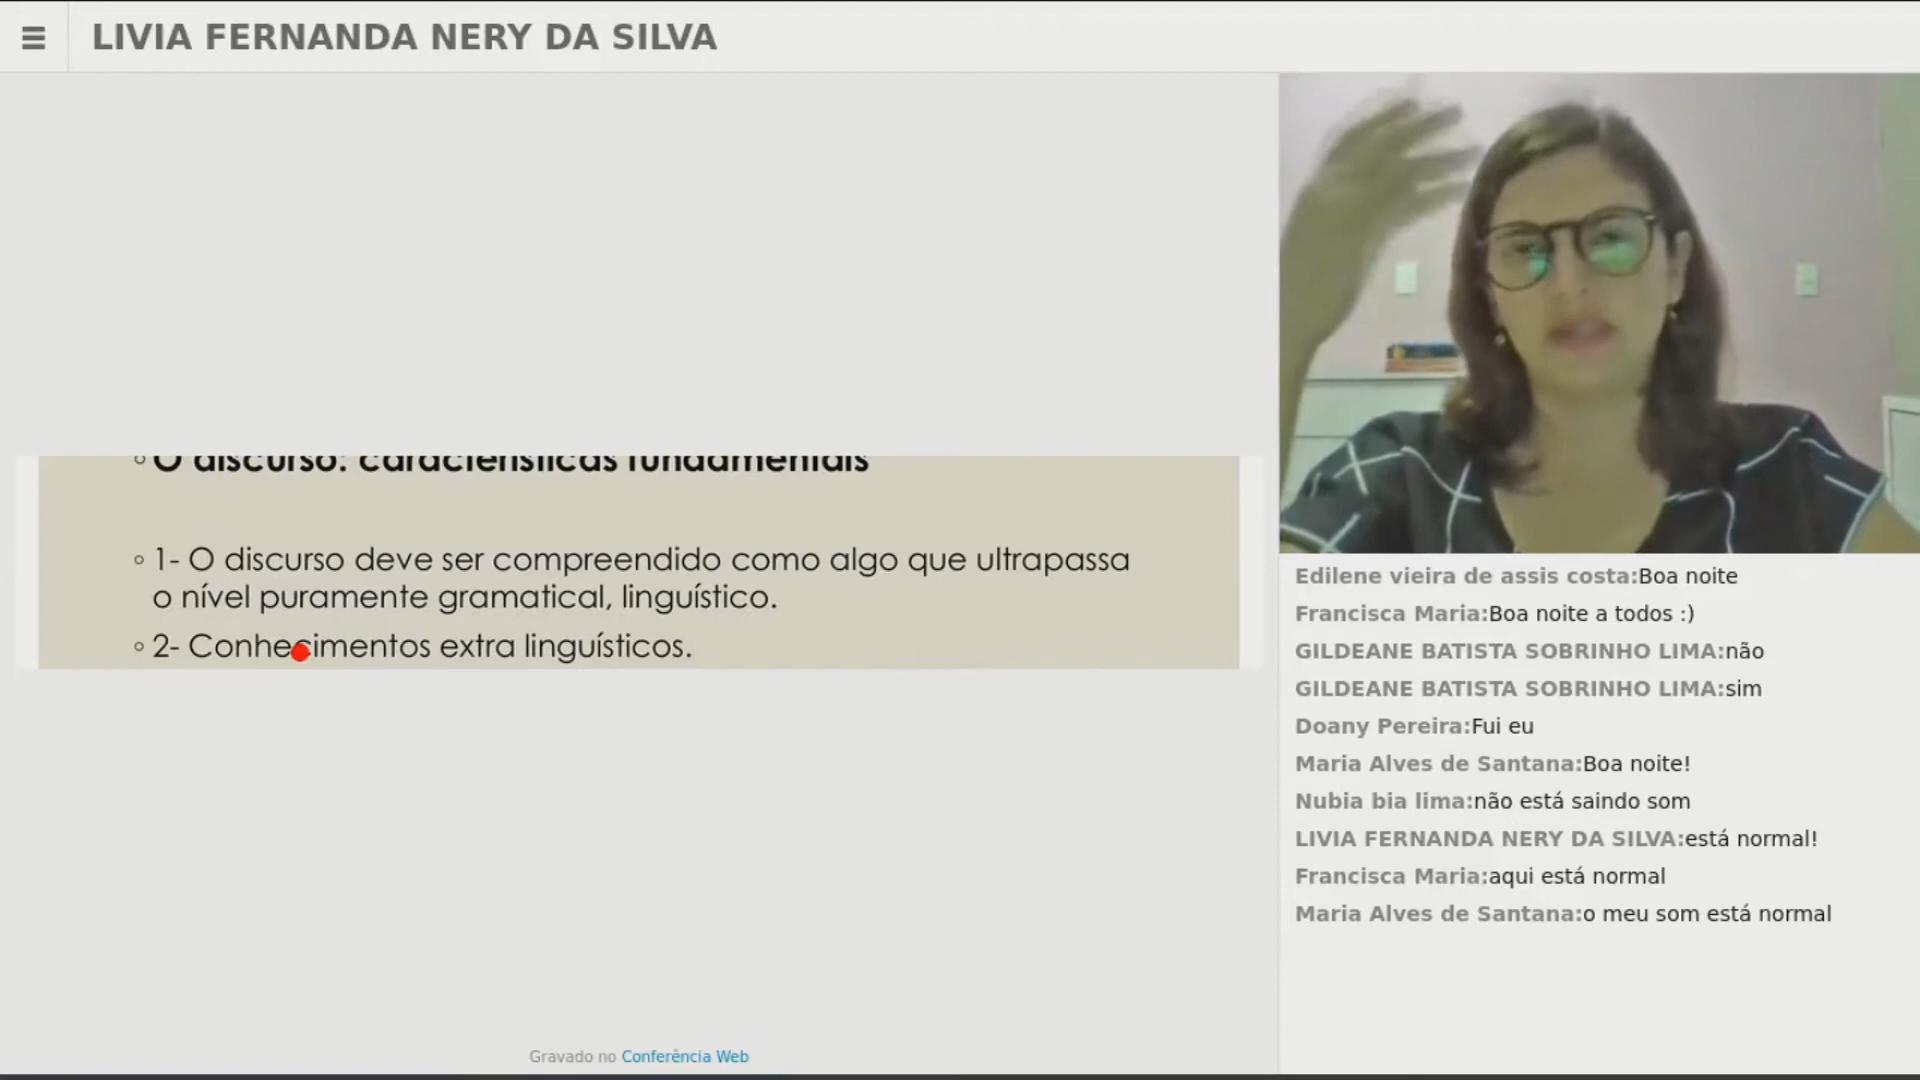 LIVIA FERNANDA NERY DA SILVA
O discurso: características fundamentais
1- O discurso deve ser compreendido como algo que ultrapassa
o nível puramente gramatical, linguístico.
2- Conhecimentos extra linguísticos.
Edilene vieira de assis costa:Boa noite
Francisca Maria:Boa noite a todos :)
GILDEANE BATISTA SOBRINHO LIMA:não
GILDEANE BATISTA SOBRINHO LIMA:sim
Doany Pereira:Fui eu
Maria Alves de Santana:Boa noite!
Nubia bia lima:não está saindo som
LIVIA FERNANDA NERY DA SILVA:está normal!
Francisca Maria:aqui está normal
Maria Alves de Santana:o meu som está normal
Gravado no Conferência Web